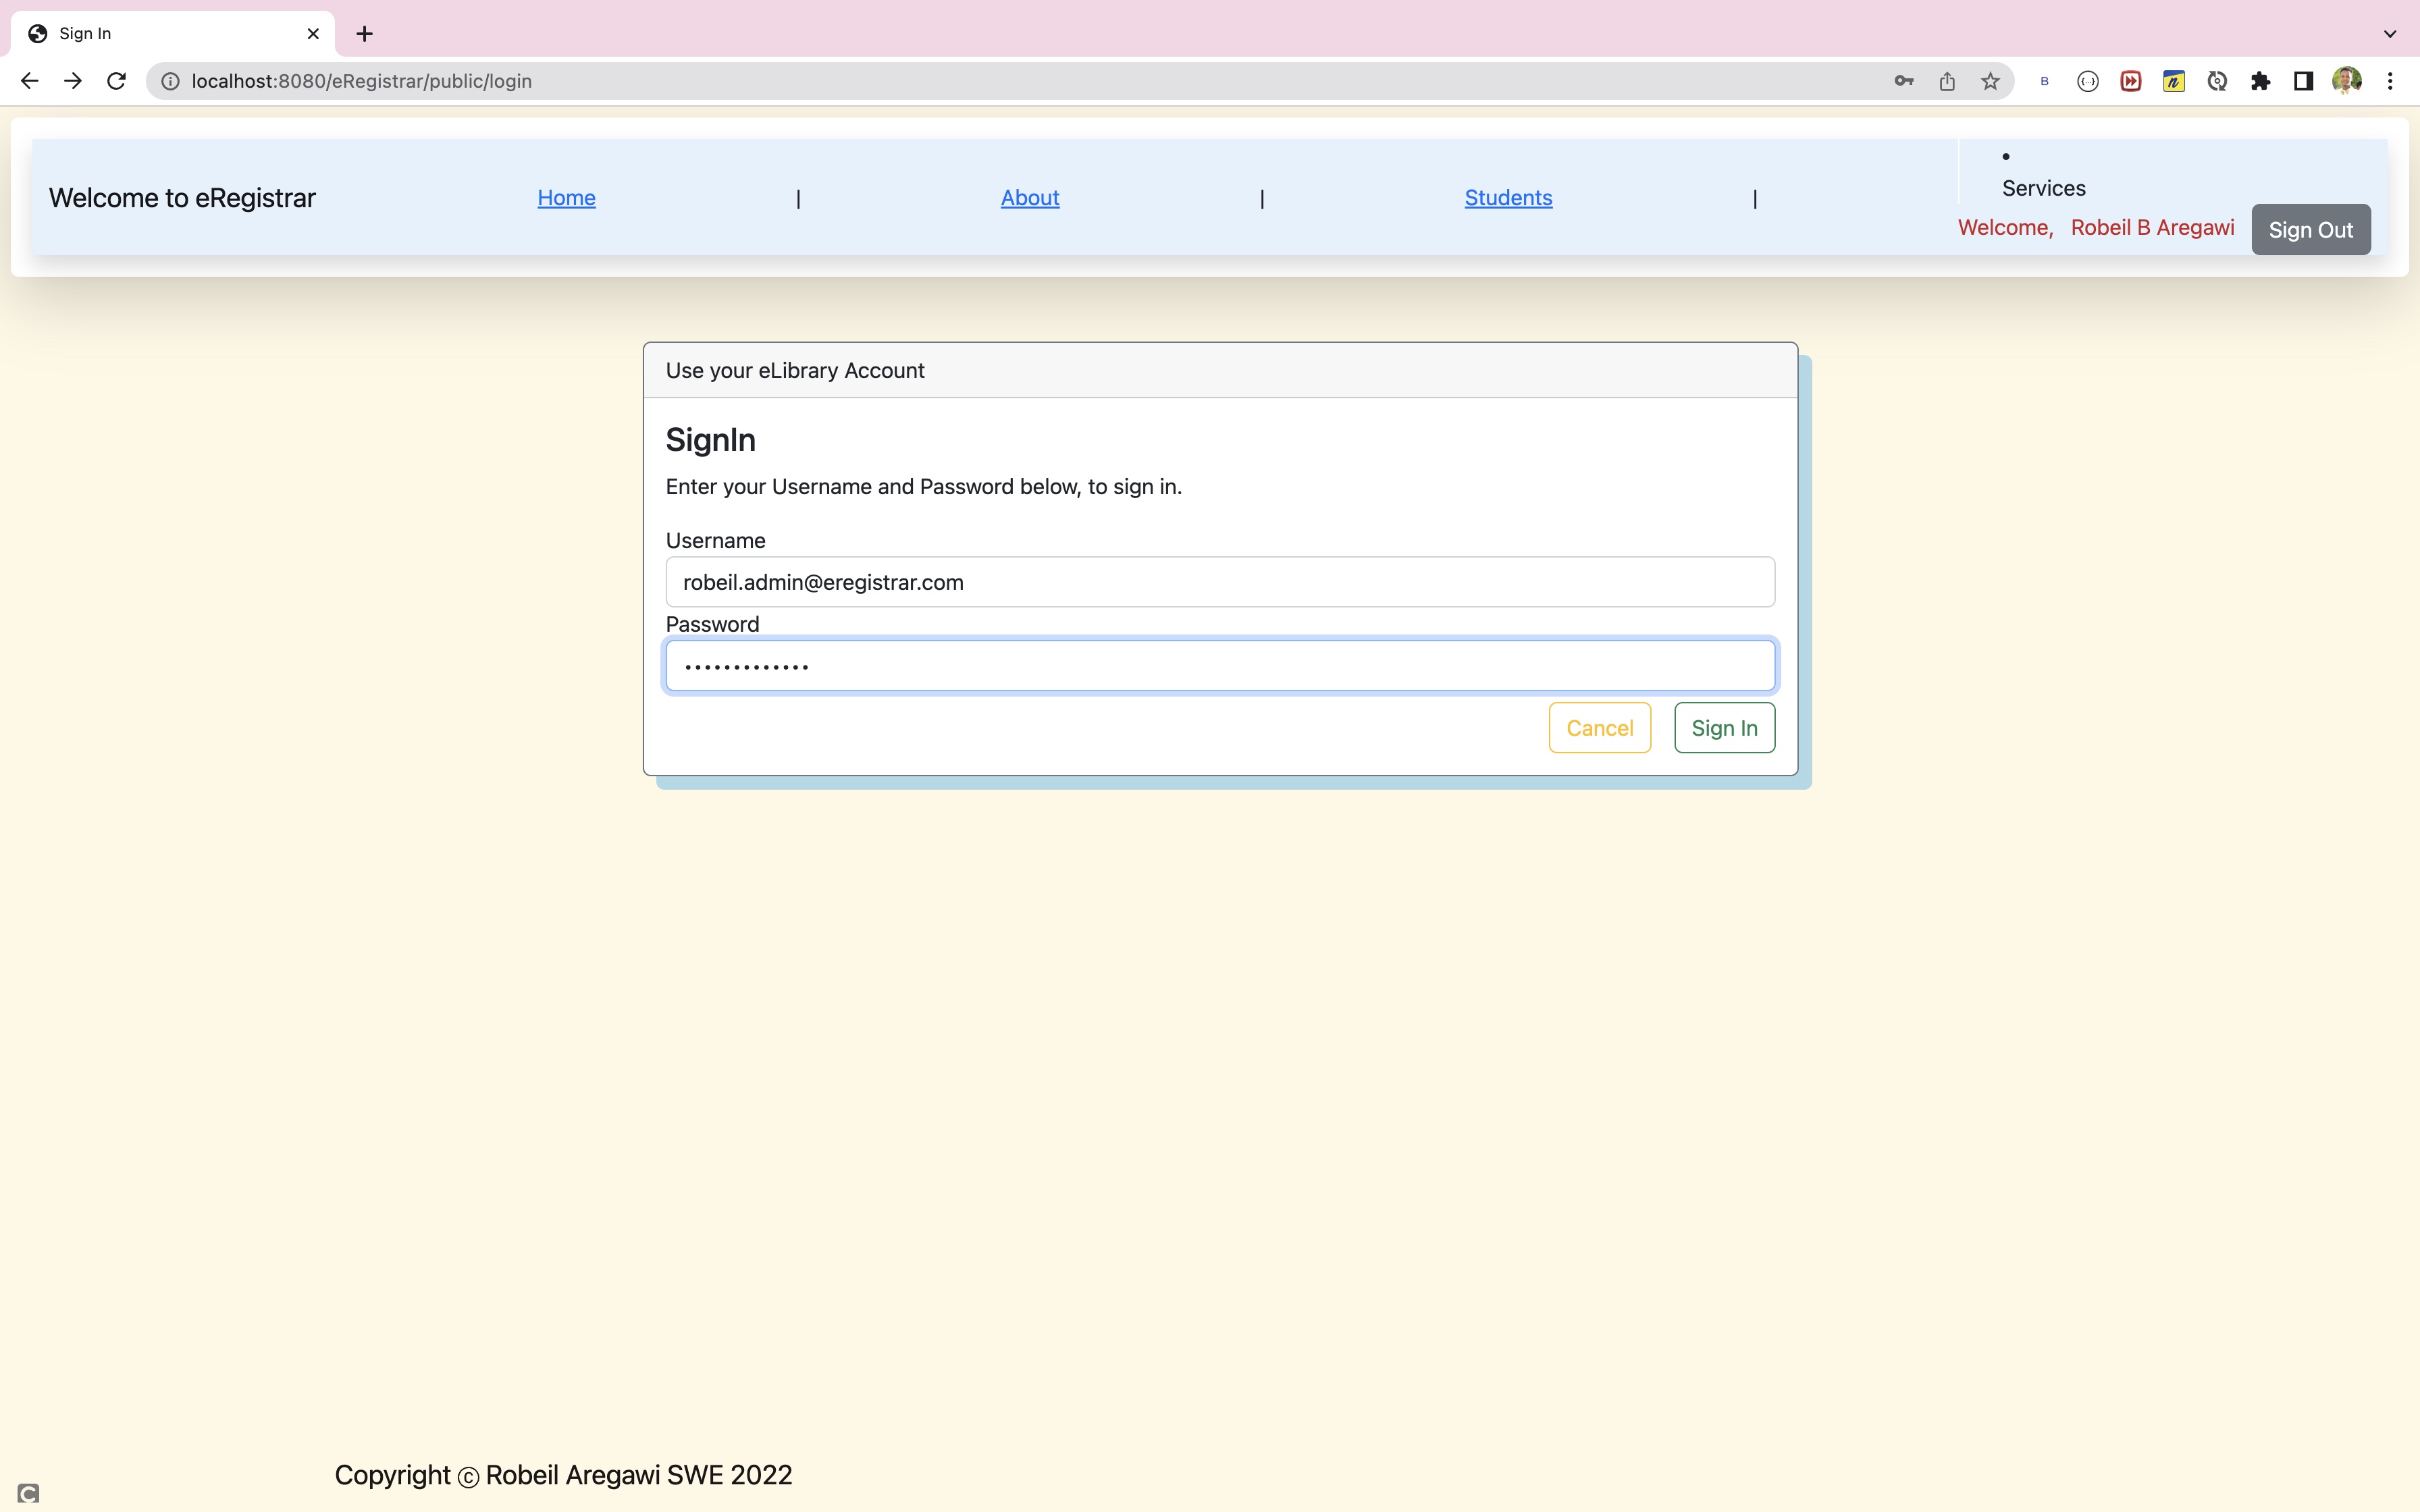 Sign In
localhost:8080/eRegistrar/public/login
B
n
Welcome to eRegistrar
Home | About | Students |
• Services
Welcome, Robeil B Aregawi
Sign Out
Use your eLibrary Account
SignIn
Enter your Username and Password below, to sign in.
Username
robeil.admin@eregistrar.com
Password
•••••••••••••
Cancel Sign In
Copyright © Robeil Aregawi SWE 2022
C